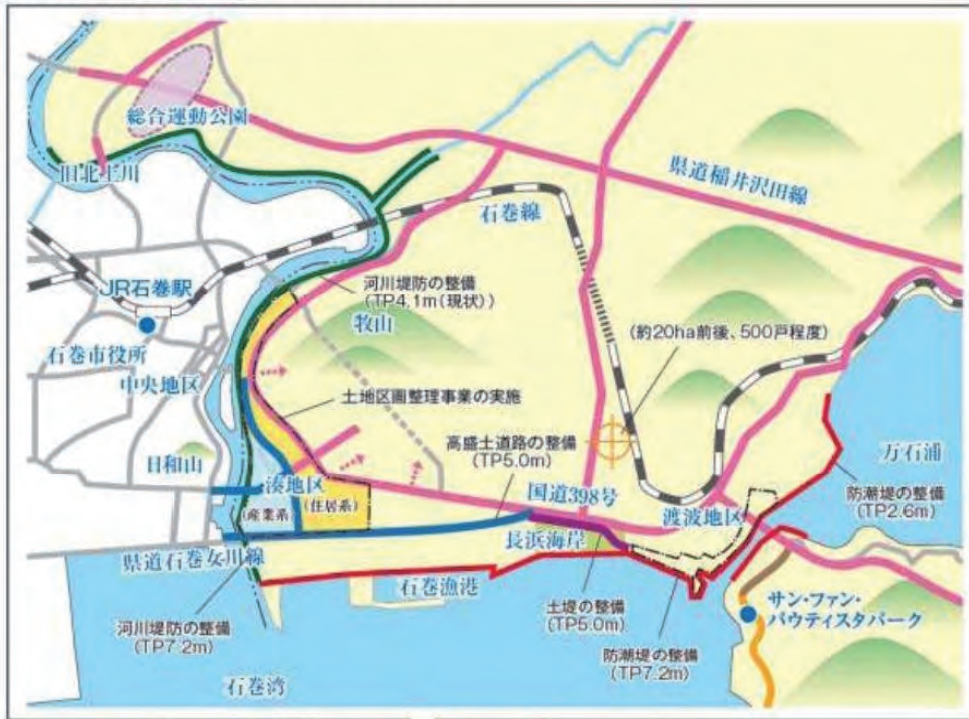 総合運動公園
旧北上川
県道稲井沢田線
石巻線
JR石巻駅
河川堤防の整備
(TP4.1m(現状))
牧山
石巻市役所
(約20ha前後、500戸程度)
中央地区
土地区画整理事業の実施
高盛土道路の整備
(TP5.0m)
日和山
万石浦
湊地区
国道398号
防潮堤の整備
(TP2.6m)
(産業系)
(住居系)
渡波地区
県道石巻女川線
長浜海岸
石巻漁港
サン・ファン・
バウティスタパーク
河川堤防の整備
(TP7.2m)
土堤の整備
(TP5.0m)
防潮堤の整備
(TP7.2m)
石巻湾